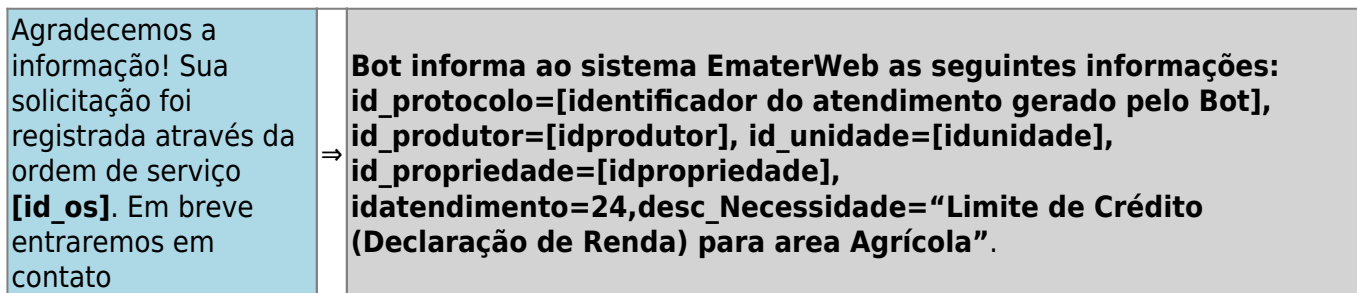 Agradecemos a
informação! Sua
solicitação foi
registrada através da
ordem de serviço
[id_os]. Em breve
entraremos em
contato
⇒
Bot informa ao sistema EmaterWeb as seguintes informações:
id_protocolo=[identificador do atendimento gerado pelo Bot],
id_produtor=[idprodutor], id_unidade=[idunidade],
id_propriedade=[idpropriedade],
idatendimento=24,desc_Necessidade=“Limite de Crédito
(Declaração de Renda) para area Agrícola”.